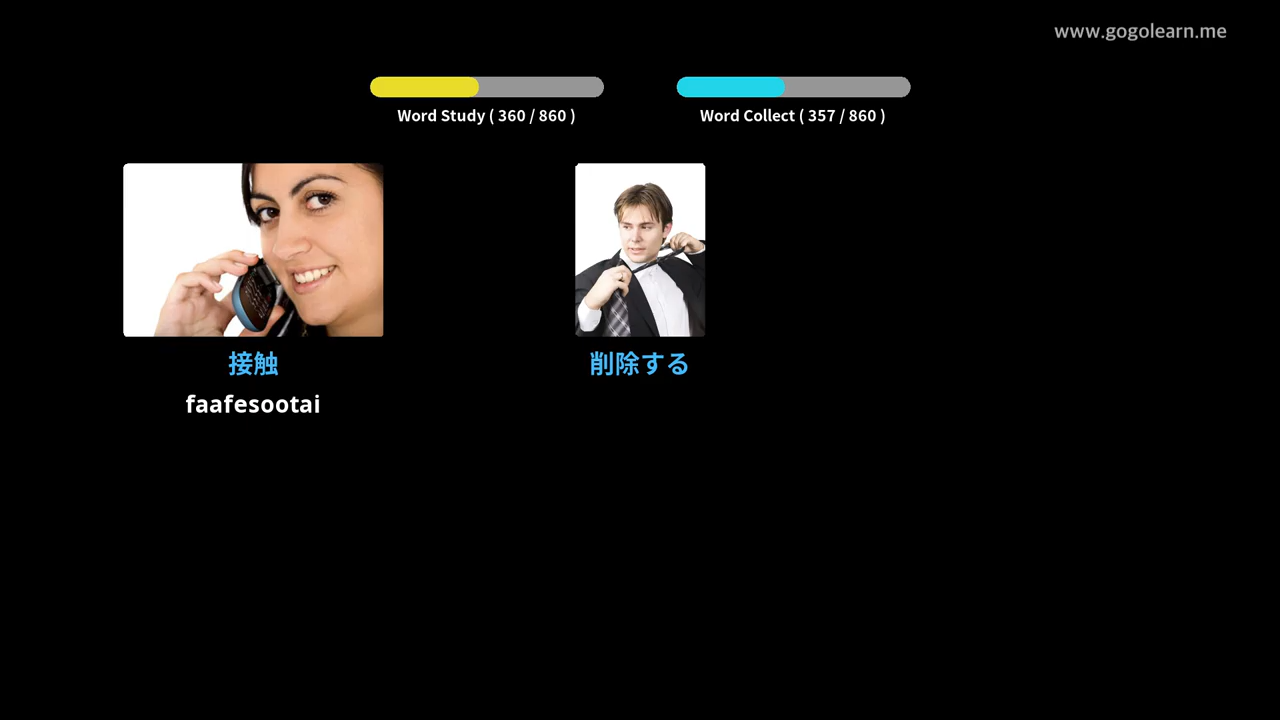 www.gogolearn.me
Word Study ( 360 / 860 )
Word Collect ( 357 / 860 )
接触
faafesootai
削除する